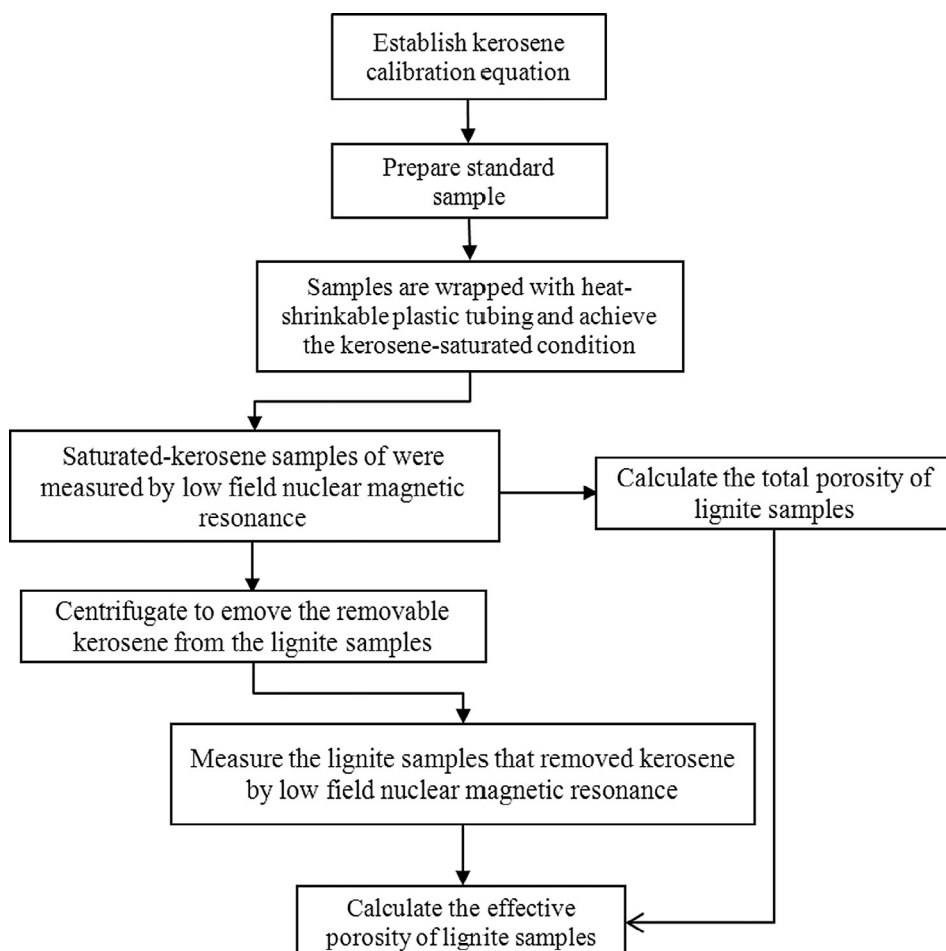 Establish kerosene
calibration equation
Prepare standard
sample
Samples are wrapped with heat-
shrinkable plastic tubing and achieve
the kerosene-saturated condition
Saturated-kerosene samples of were
measured by low field nuclear magnetic
resonance
Calculate the total porosity of
lignite samples
Centrifugate to emove the removable
kerosene from the lignite samples
Measure the lignite samples that removed kerosene
by low field nuclear magnetic resonance
Calculate the effective
porosity of lignite samples